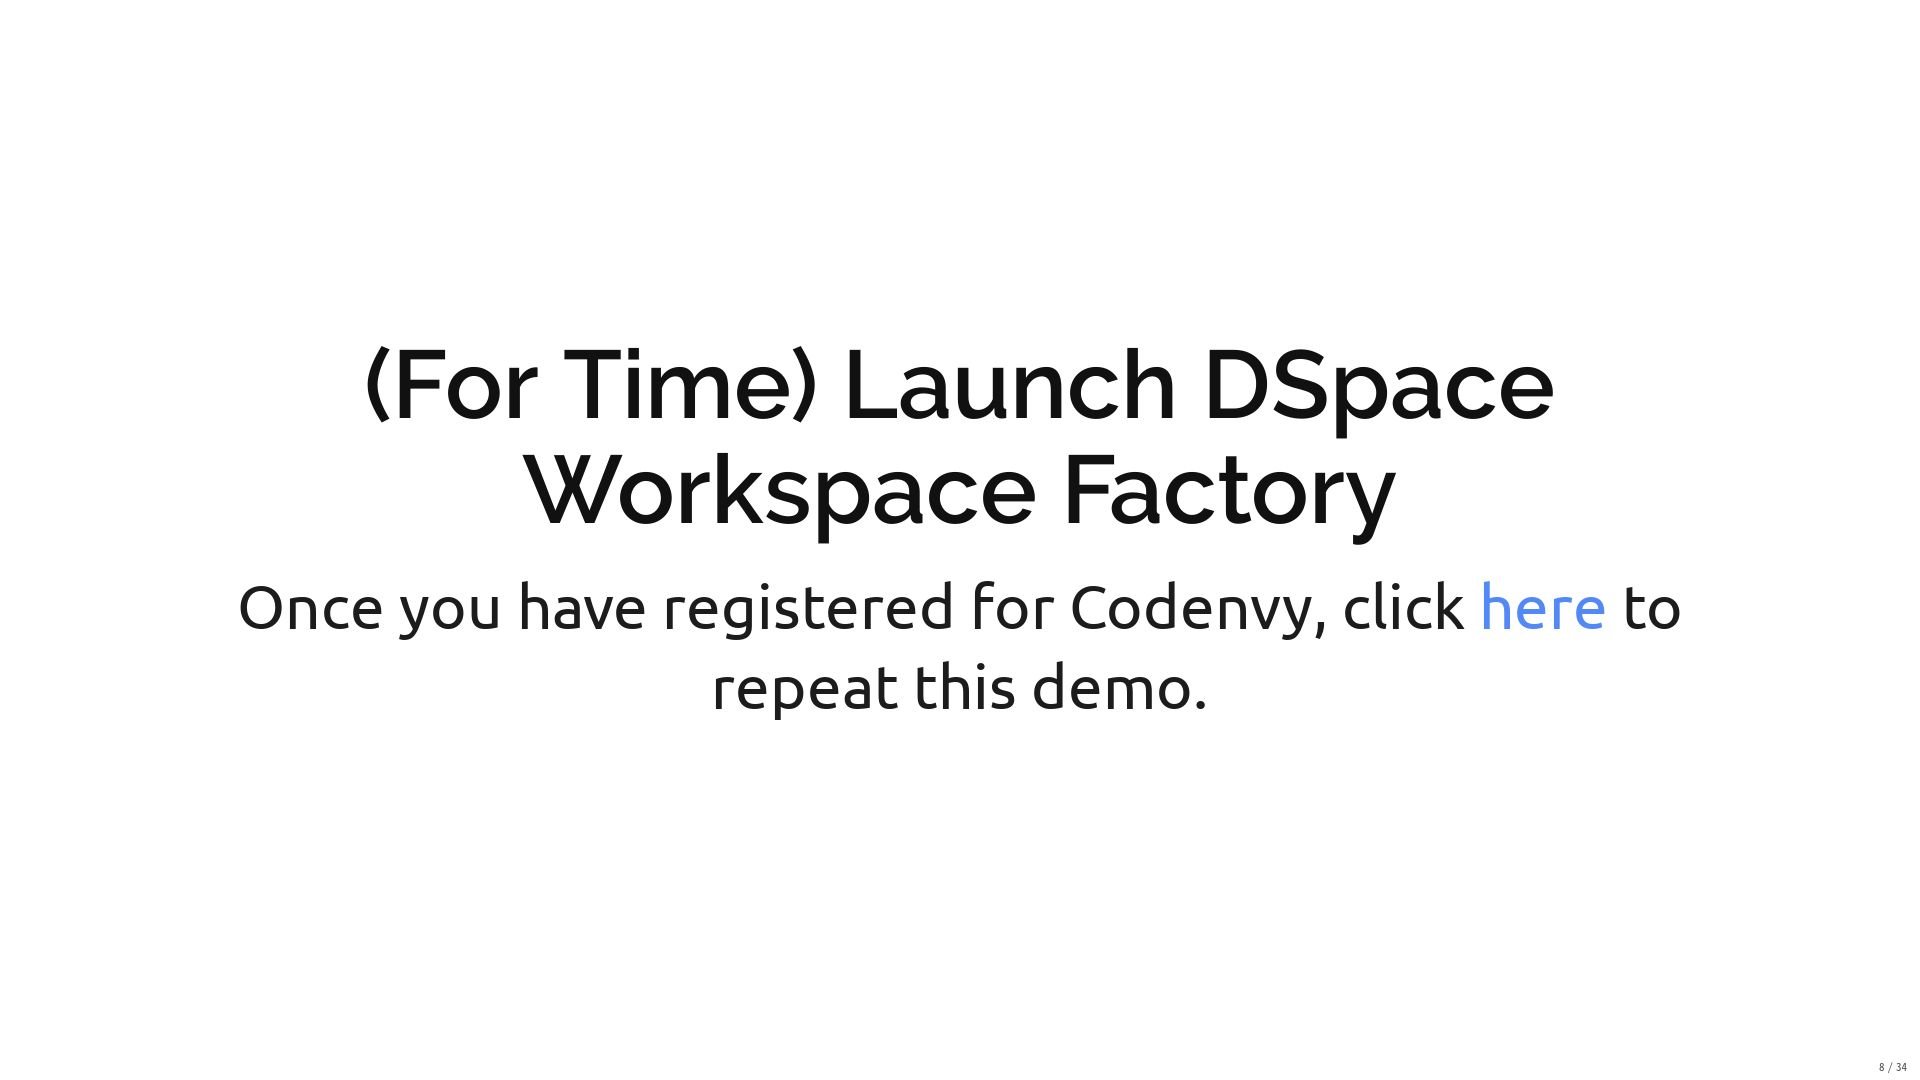 (For Time) Launch DSpace
Workspace Factory
Once you have registered for Codenvy, click here to
repeat this demo.
8 / 34